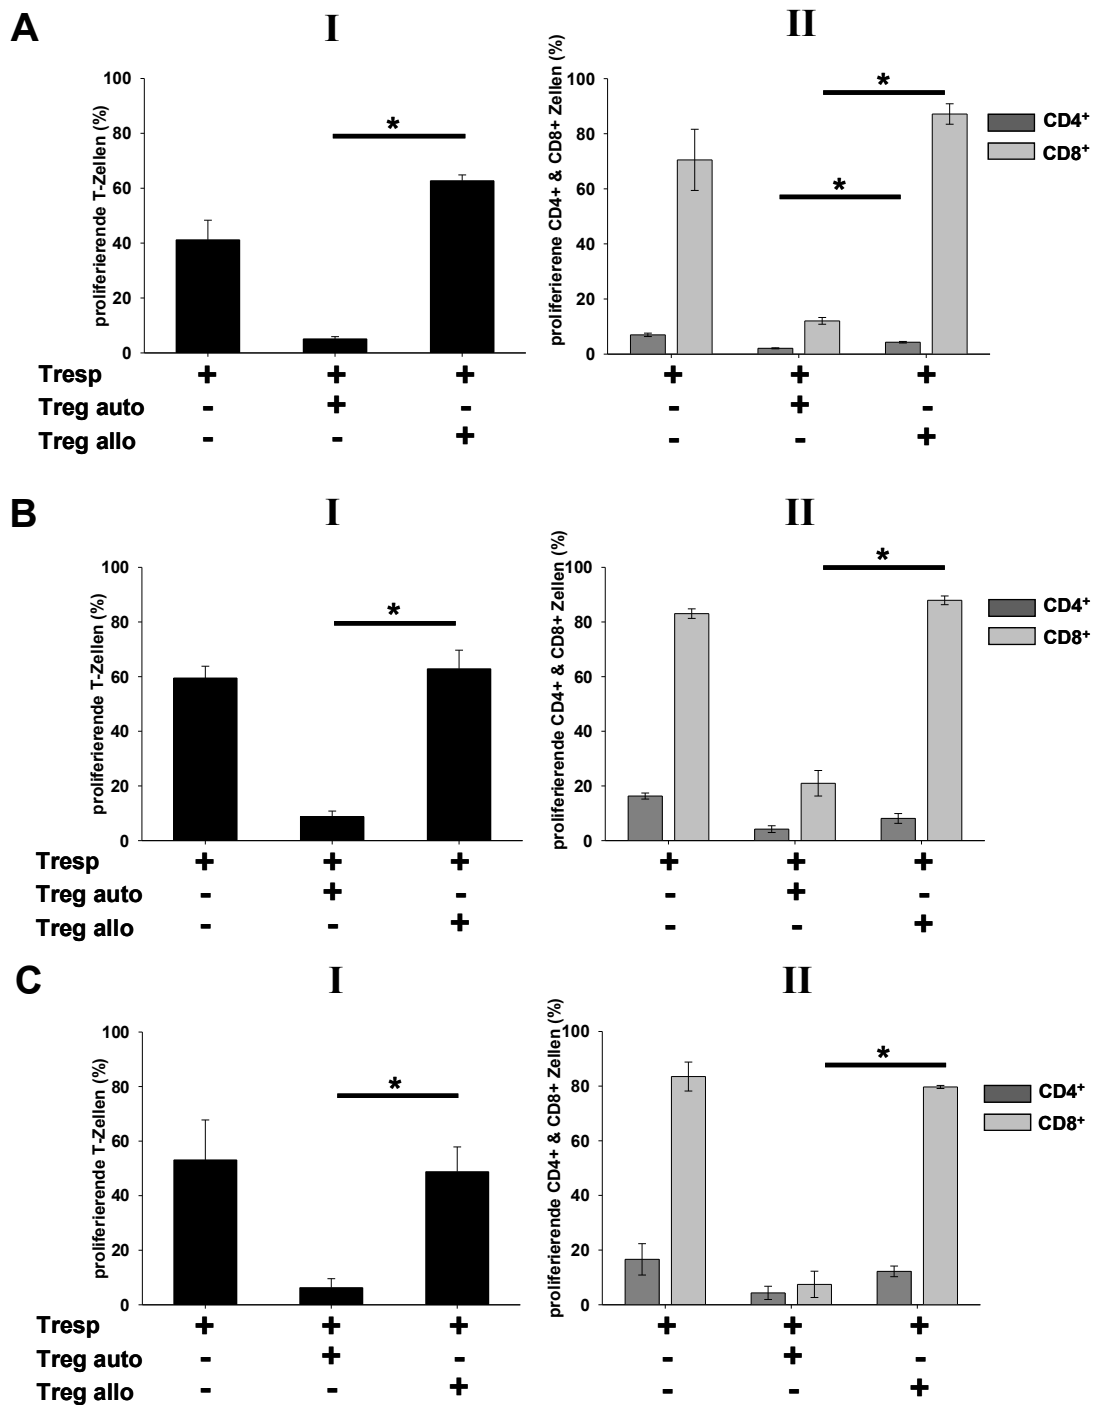 A
I
proliferierende T-Zellen (%)
100
80
60
40
20
0
*
Tresp + + +
Treg auto - + -
Treg allo - - +
II
proliferierene CD4+ & CD8+ Zellen (%)
100
80
60
40
20
0
*
*
CD4+
CD8+
+ + +
- + -
- - +
B
I
proliferierende T-Zellen (%)
100
80
60
40
20
0
*
Tresp + + +
Treg auto - + -
Treg allo - - +
II
proliferierende CD4+ & CD8+ Zellen (%)
100
80
60
40
20
0
*
CD4+
CD8+
+ + +
- + -
- - +
C
I
proliferierende T-Zellen (%)
100
80
60
40
20
0
*
Tresp + + +
Treg auto - + -
Treg allo - - +
II
proliferierende CD4+ & CD8+ Zellen (%)
100
80
60
40
20
0
*
CD4+
CD8+
+ + +
- + -
- - +